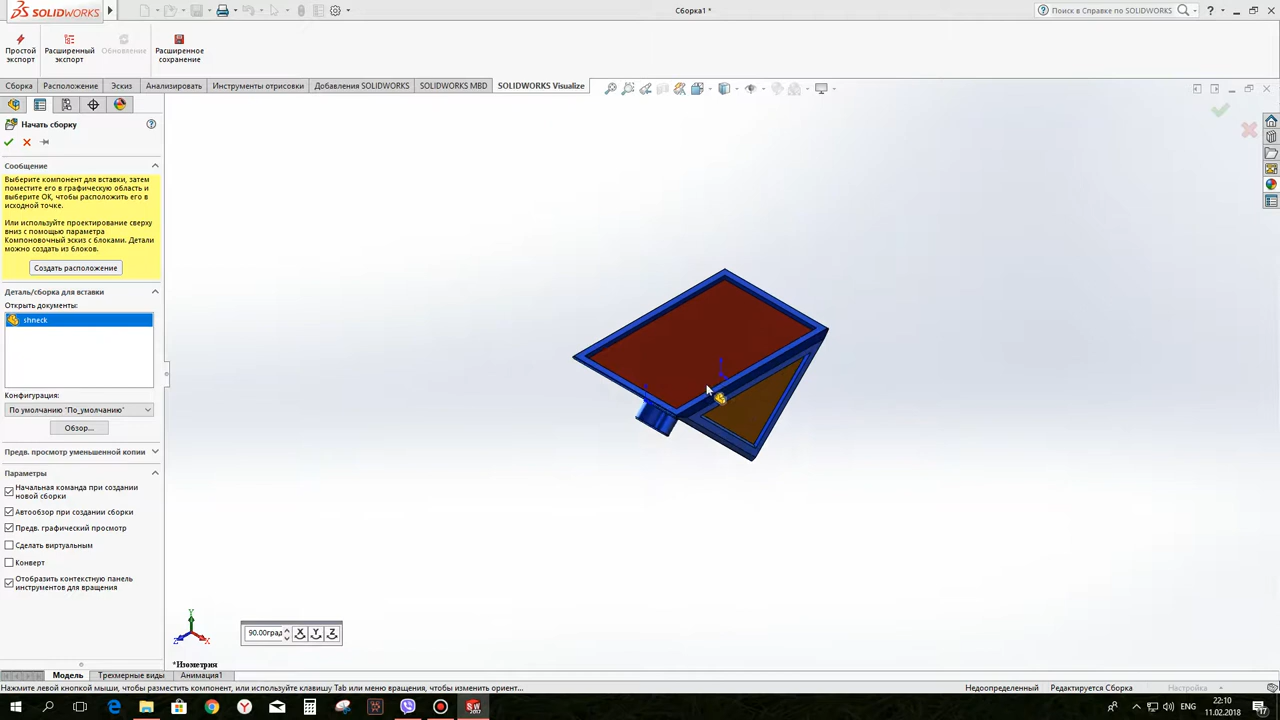 SOLIDWORKS
Сборка1 *
Поиск в Справке по SOLIDWORKS
Простой экспорт
Расширенный экспорт
Обновление
Расширенное сохранение
Сборка
Расположение
Эскиз
Анализировать
Инструменты отрисовки
Добавления SOLIDWORKS
SOLIDWORKS MBD
SOLIDWORKS Visualize
Начать сборку
Сообщение
Выберите компонент для вставки, затем
поместите его в графическую область и
выберите ОК, чтобы расположить его в
исходной точке.
Или используйте проектирование сверху
вниз с помощью параметра
Компоновочный эскиз с блоками. Детали
можно создать из блоков.
Создать расположение
Деталь/сборка для вставки
Открыть документы:
shneck
Конфигурация:
По умолчанию "По_умолчанию"
Обзор...
Предв. просмотр уменьшенной копии
Параметры
Начальная команда при создании
новой сборки
Автообзор при создании сборки
Предв. графический просмотр
Сделать виртуальным
Конверт
Отобразить контекстную панель
инструментов для вращения
90.00град
X
Y
Z
Y
Z
X
*Изометрия
Модель
Трехмерные виды
Анимация1
Нажмите левой кнопкой мыши, чтобы разместить компонент, или используйте клавишу Tab или меню вращения, чтобы изменить ориент...
Недоопределенный
Редактируется Сборка
Настройка
ENG
22:10
11.02.2018